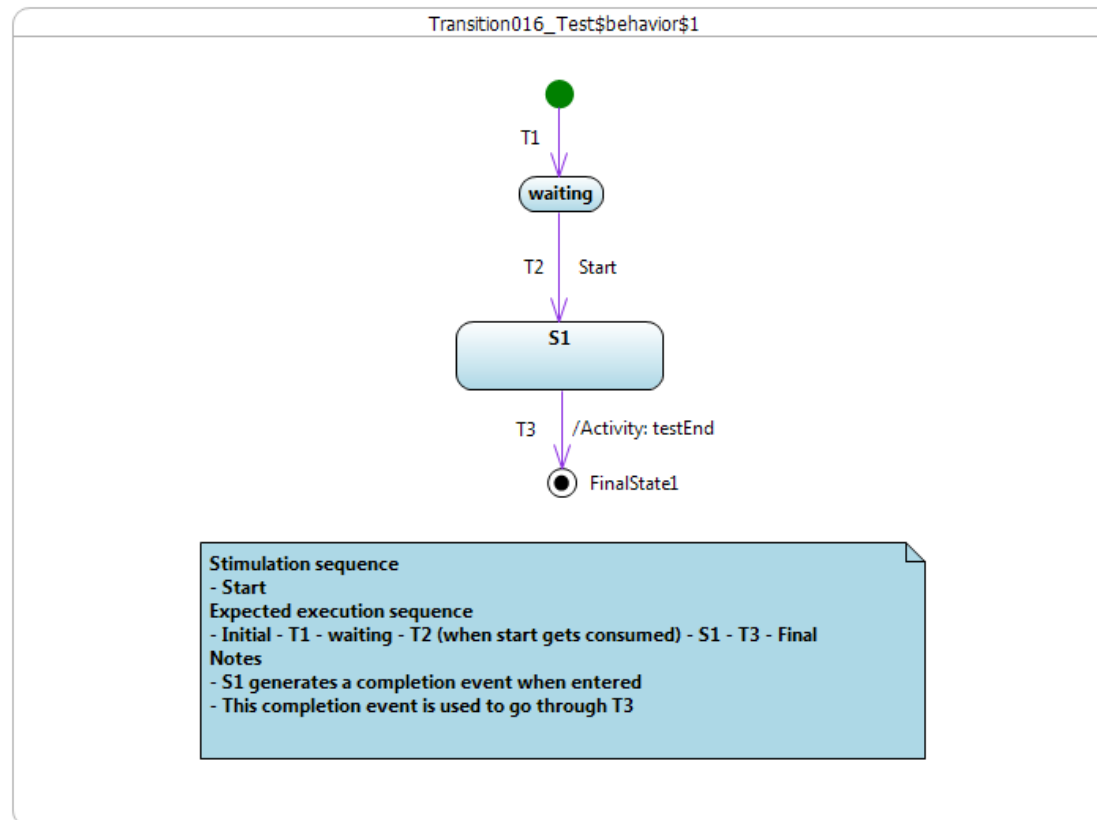 Transition016_Test$behavior$1
T1
waiting
T2 Start
S1
T3 /Activity: testEnd
FinalState1
Stimulation sequence
- Start
Expected execution sequence
- Initial - T1 - waiting - T2 (when start gets consumed) - S1 - T3 - Final
Notes
- S1 generates a completion event when entered
- This completion event is used to go through T3